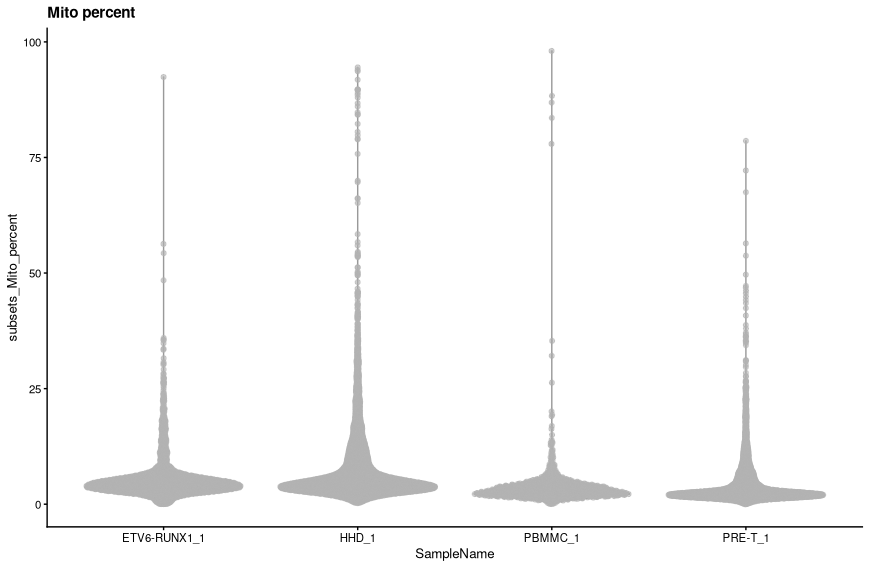 Mito percent
100
75
50
25
0
subsets_Mito_percent
ETV6-RUNX1_1 HHD_1 PBMMC_1 PRE-T_1
SampleName